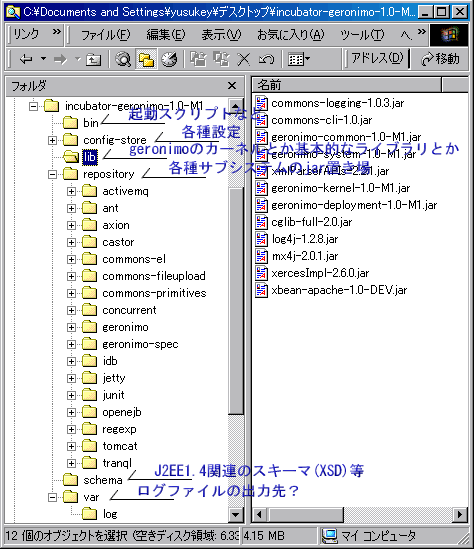 C:¥Documents and Settings¥yusukey¥デスクトップ¥incubator-geronimo-1.0-M1...
リンク » ファイル(F) 編集(E) 表示(V) お気に入り(A) ツール(T) ヘ »
» アドレス(D) 移動
フォルダ
incubator-geronimo-1.0-M1
bin
起動スクリプトなど
config-store
各種設定
lib
geronimoのカーネルとか基本的なライブラリとか
repository
各種サブシステムのjar置き場
activemq
ant
axion
castor
commons-el
commons-fileupload
commons-primitives
concurrent
geronimo
geronimo-spec
idb
jetty
junit
openejb
regexp
tomcat
tranql
schema
J2EE1.4関連のスキーマ(XSD)等
var
ログファイルの出力先?
log
名前
commons-logging-1.0.3.jar
commons-cli-1.0.jar
geronimo-common-1.0-M1.jar
geronimo-system-1.0-M1.jar
xmlParserAPIs-2.2.1.jar
geronimo-kernel-1.0-M1.jar
geronimo-deployment-1.0-M1.jar
cglib-full-2.0.jar
log4j-1.2.8.jar
mx4j-2.0.1.jar
xercesImpl-2.6.0.jar
xbean-apache-1.0-DEV.jar
12 個のオブジェクトを選択 (空きディスク領域: 6.33 4.15 MB マイ コンピュータ